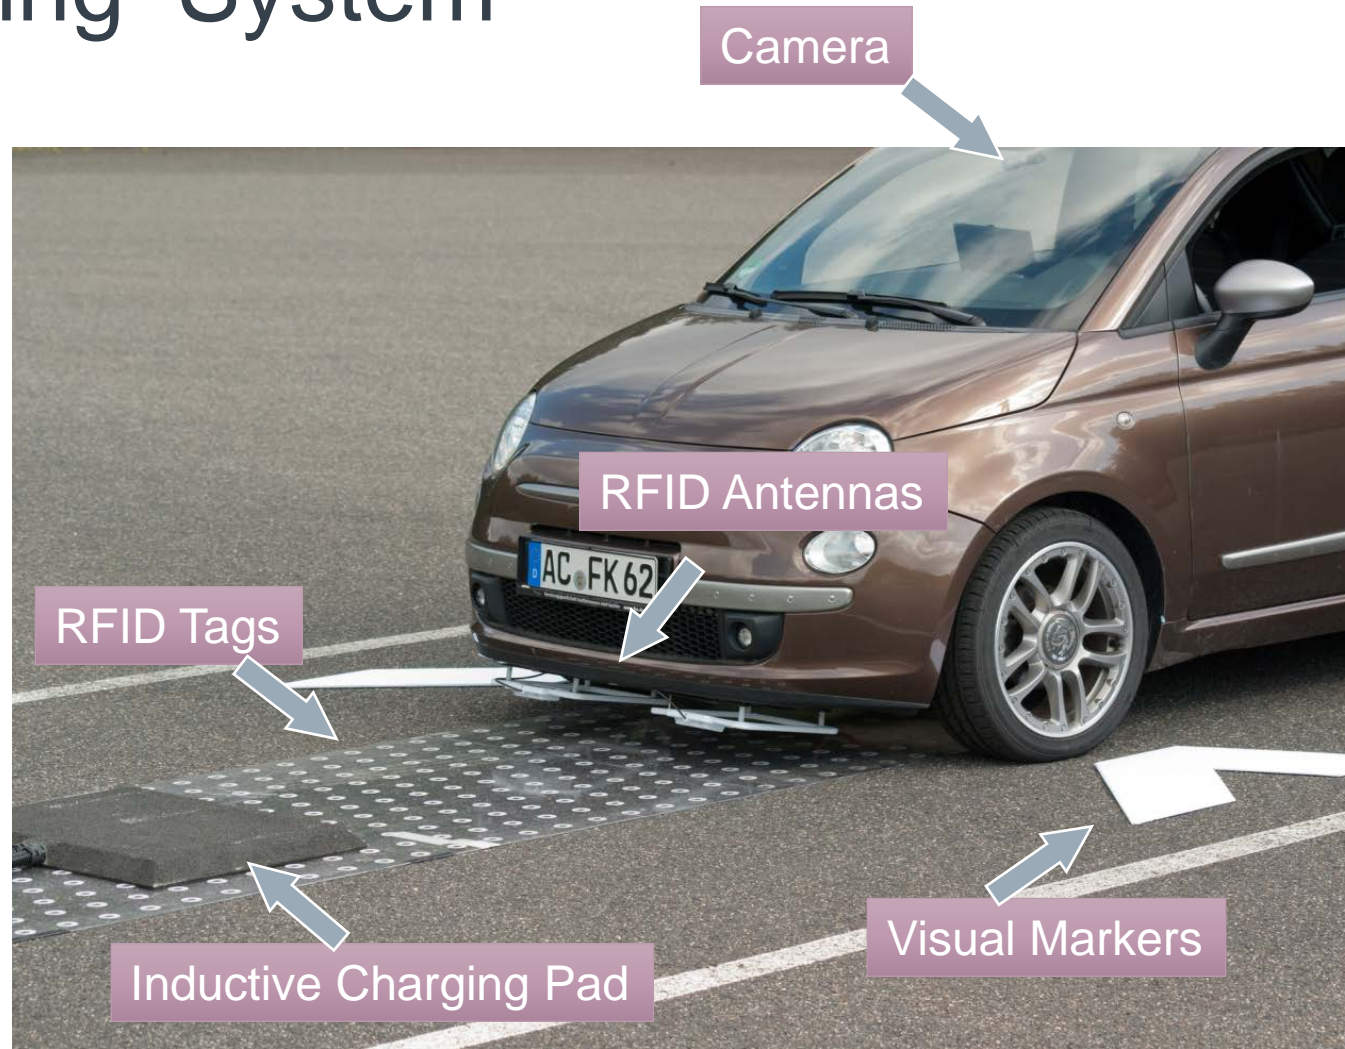 ing System
Camera
RFID Antennas
D
AC FK 62
RFID Tags
Visual Markers
Inductive Charging Pad